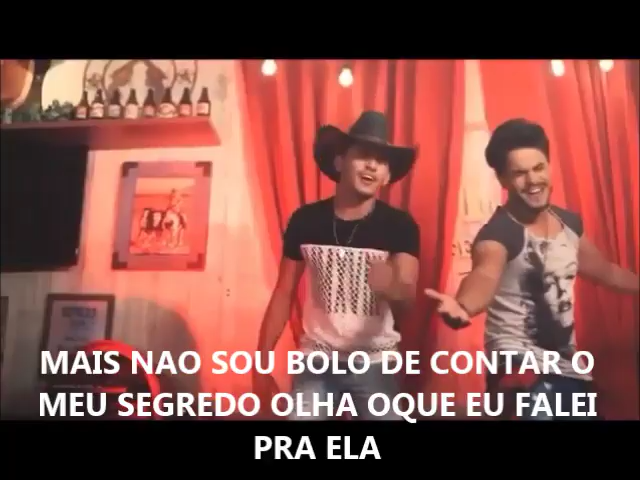 MAIS NAO SOU BOLO DE CONTAR O
MEU SEGREDO OLHA OQUE EU FALEI
PRA ELA